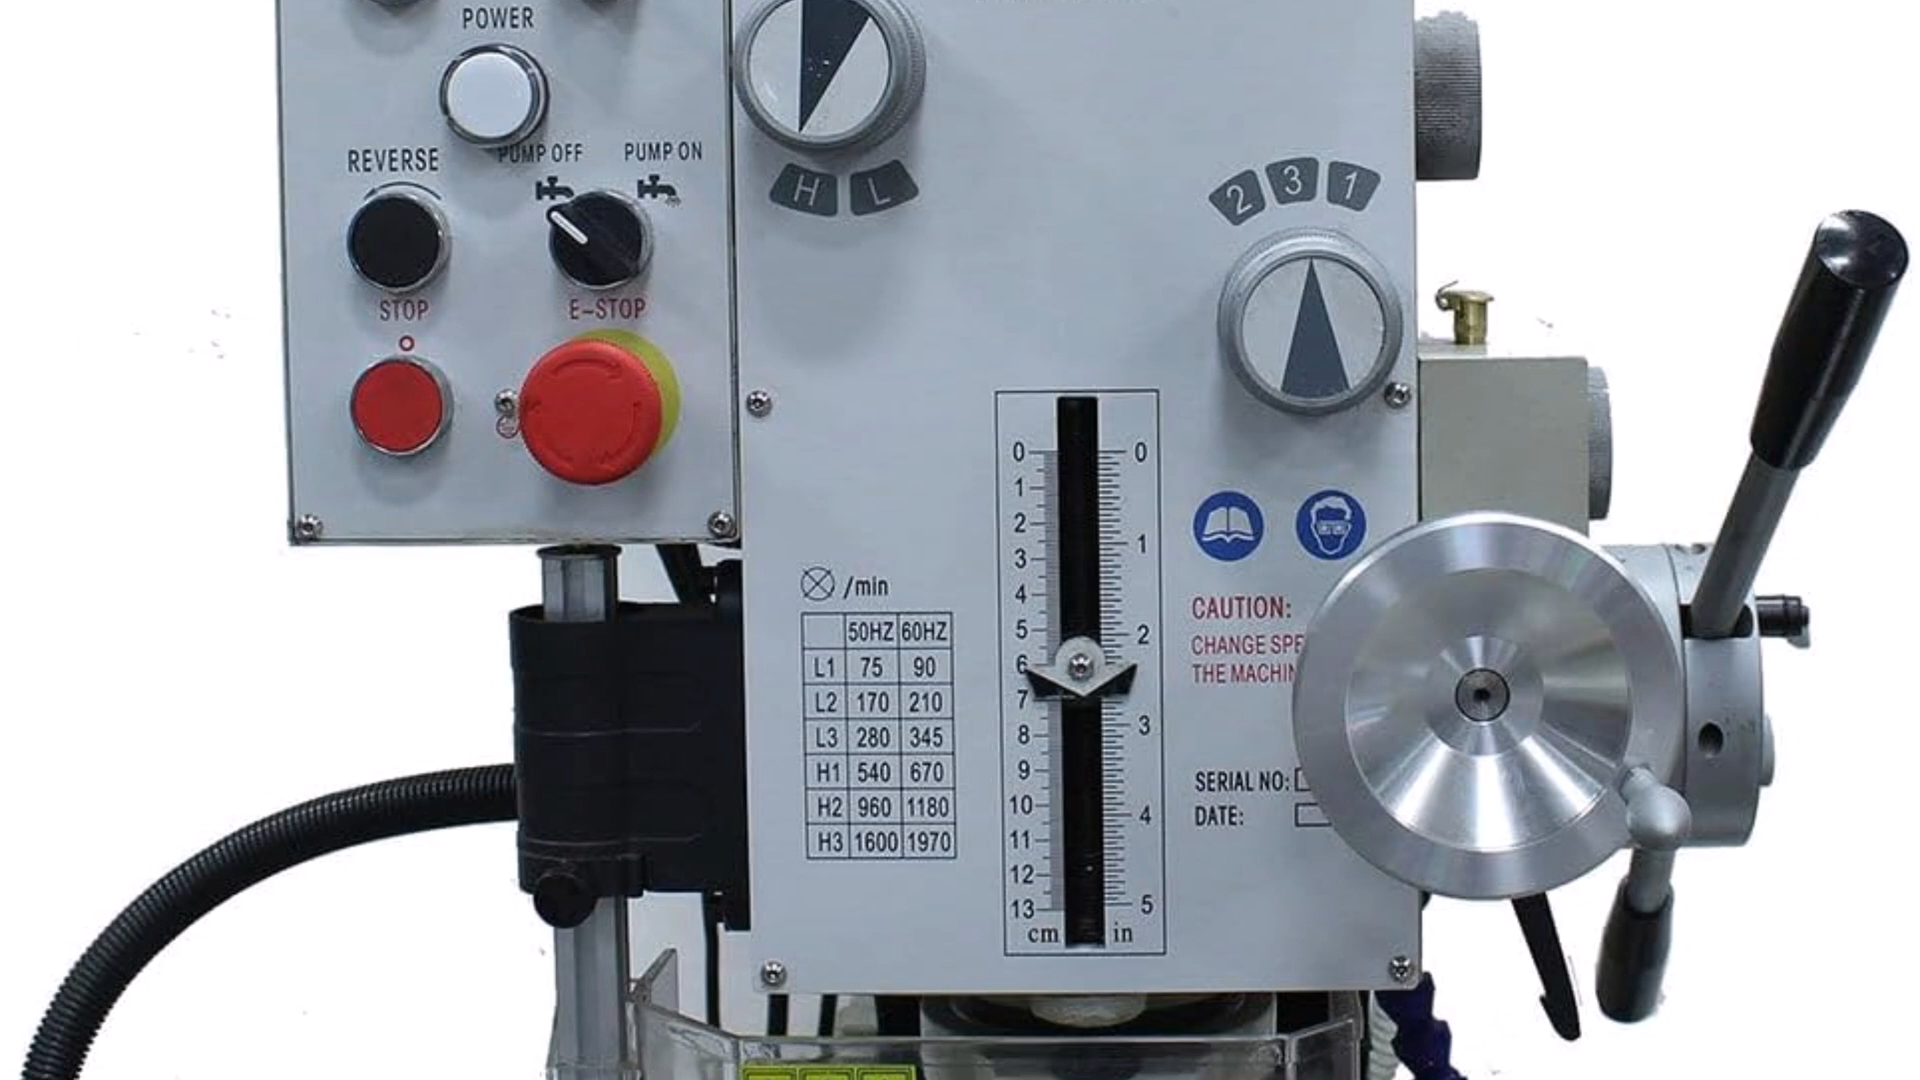 POWER
REVERSE
PUMP OFF
PUMP ON
STOP
E-STOP
H L
2 3 1
0 0
1
2 1
3
4
5 2
6
7
8 3
9
10 4
11
12
13 5
cm in
/min
50HZ 60HZ
L1 75 90
L2 170 210
L3 280 345
H1 540 670
H2 960 1180
H3 1600 1970
CAUTION:
CHANGE
THE
SERIAL NO:
DATE: